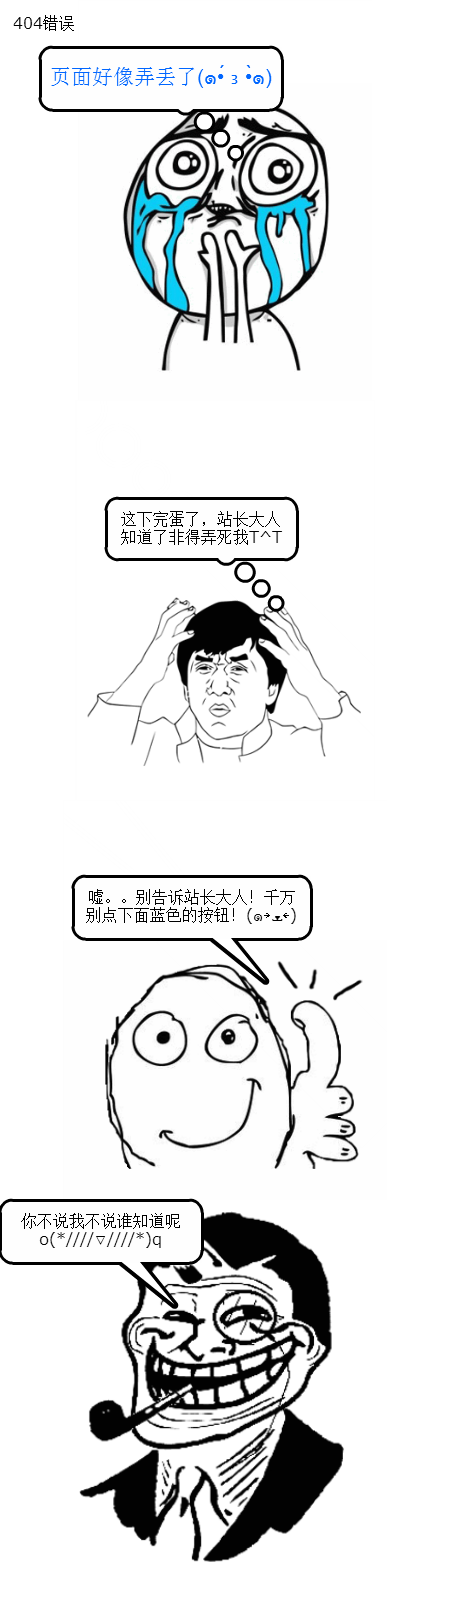 404错误
页面好像弄丢了(๑•́ ₃ •̀๑)
这下完蛋了，站长大人
知道了非得弄死我T^T
嘘。。别告诉站长大人！千万
别点下面蓝色的按钮！(๑￫ܫ￩)
你不说我不说谁知道呢
o(*////▽////*)q